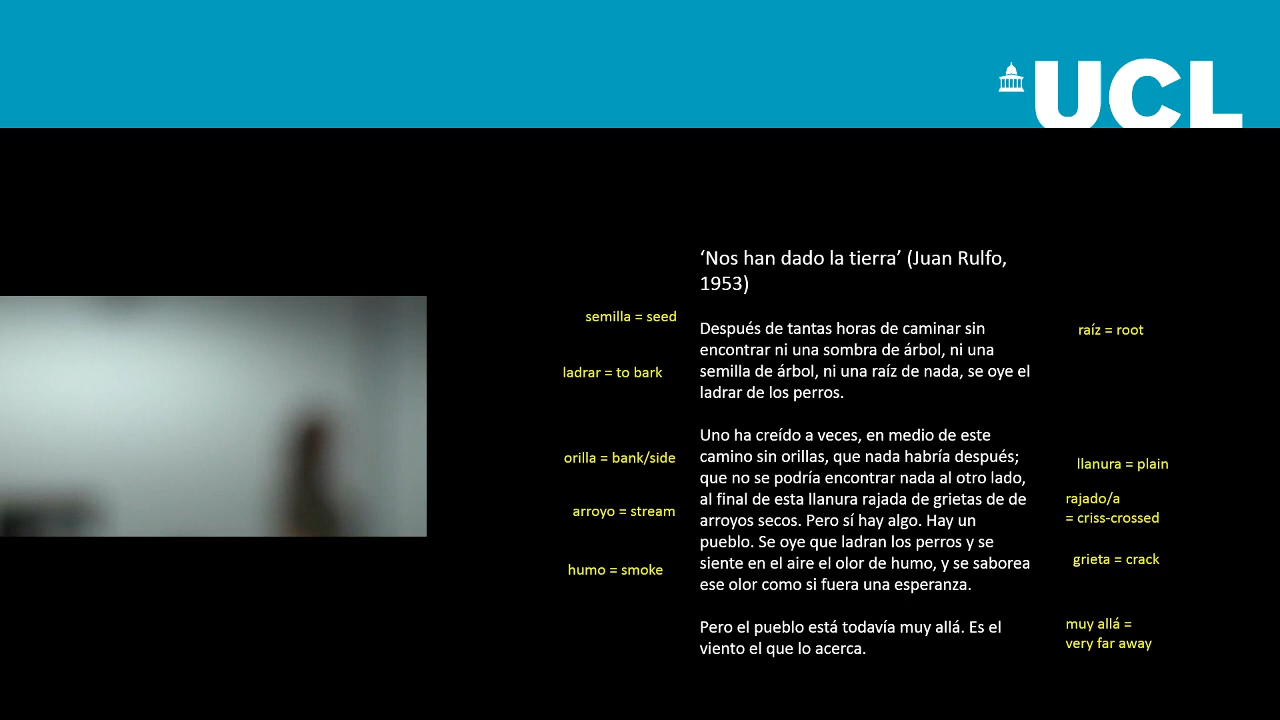 UCL
‘Nos han dado la tierra’ (Juan Rulfo,
1953)
semilla = seed
ladrar = to bark
orilla = bank/side
arroyo = stream
humo = smoke
Después de tantas horas de caminar sin
encontrar ni una sombra de árbol, ni una
semilla de árbol, ni una raíz de nada, se oye el
ladrar de los perros.
Uno ha creído a veces, en medio de este
camino sin orillas, que nada habría después;
que no se podría encontrar nada al otro lado,
al final de esta llanura rajada de grietas de de
arroyos secos. Pero sí hay algo. Hay un
pueblo. Se oye que ladran los perros y se
siente en el aire el olor de humo, y se saborea
ese olor como si fuera una esperanza.
Pero el pueblo está todavía muy allá. Es el
viento el que lo acerca.
raíz = root
llanura = plain
rajado/a
= criss-crossed
grieta = crack
muy allá =
very far away